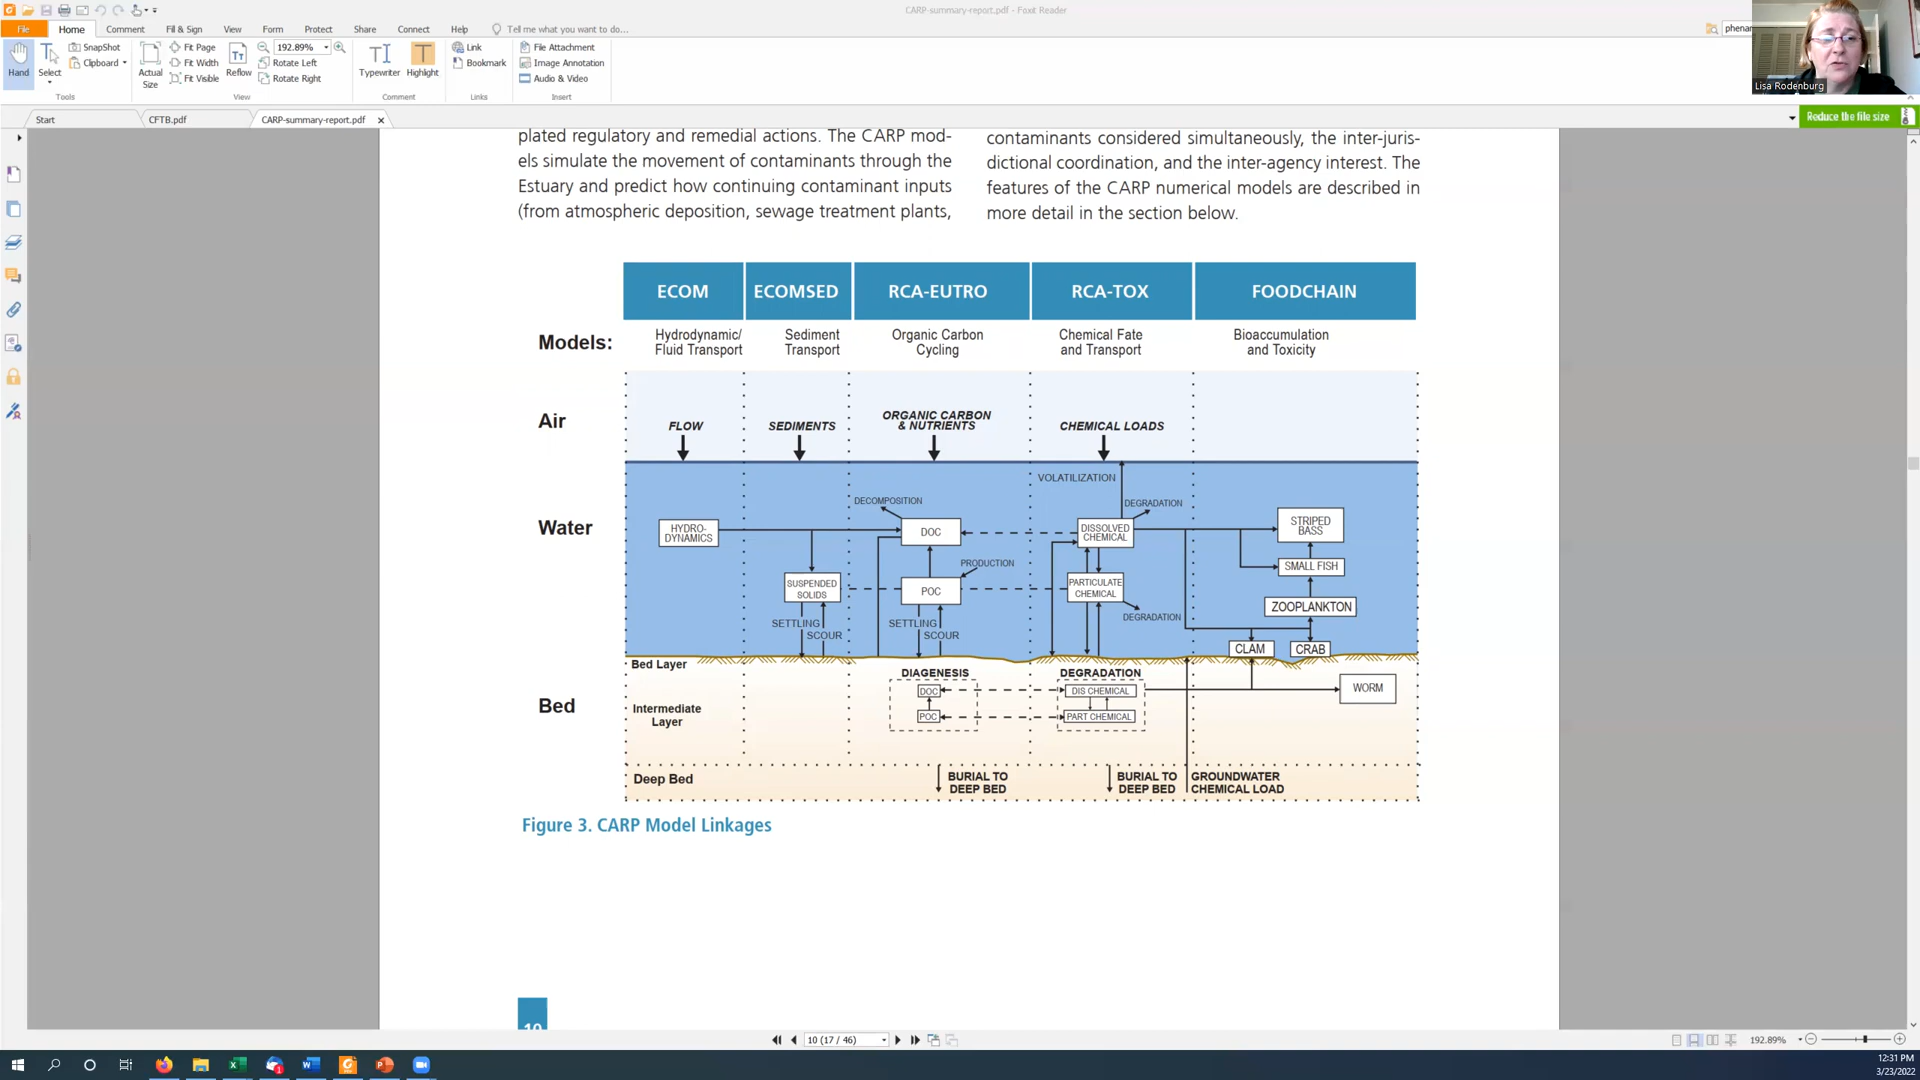 CARP-summary-report.pdf - Foxit Reader
File
Home
Comment
View
Form
Protect
Share
Connect
Help
Fill & Sign
Tell me what you want to do...
phenan
Hand
Select
SnapShot
Clipboard
Actual
Size
Fit Page
Fit Width
Fit Visible
Reflow
192.89%
Rotate Left
Rotate Right
Typewriter
Highlight
Link
Bookmark
File Attachment
Image Annotation
Audio & Video
Tools
View
Comment
Links
Insert
Lisa Rodenburg
Start
CFTB.pdf
CARP-summary-report.pdf
Reduce the file size
plated regulatory and remedial actions. The CARP mod-
els simulate the movement of contaminants through the
Estuary and predict how continuing contaminant inputs
(from atmospheric deposition, sewage treatment plants,
contaminants considered simultaneously, the inter-juris-
dictional coordination, and the inter-agency interest. The
features of the CARP numerical models are described in
more detail in the section below.
ECOM
ECOMSED
RCA-EUTRO
RCA-TOX
FOODCHAIN
Models:
Hydrodynamic/
Fluid Transport
Sediment
Transport
Organic Carbon
Cycling
Chemical Fate
and Transport
Bioaccumulation
and Toxicity
Air
FLOW
SEDIMENTS
ORGANIC CARBON
& NUTRIENTS
CHEMICAL LOADS
VOLATILIZATION
DECOMPOSITION
DEGRADATION
Water
HYDRO-
DYNAMICS
DOC
DISSOLVED
CHEMICAL
STRIPED
BASS
PRODUCTION
SMALL FISH
SUSPENDED
SOLIDS
POC
PARTICULATE
CHEMICAL
ZOOPLANKTON
DEGRADATION
SETTLING
SCOUR
SETTLING
SCOUR
CLAM
CRAB
Bed Layer
DIAGENESIS
DEGRADATION
Bed
Intermediate
Layer
DOC
DIS CHEMICAL
WORM
POC
PART CHEMICAL
Deep Bed
BURIAL TO
DEEP BED
BURIAL TO
DEEP BED
GROUNDWATER
CHEMICAL LOAD
Figure 3. CARP Model Linkages
10
10 (17 / 46)
192.89%
12:31 PM
3/23/2022